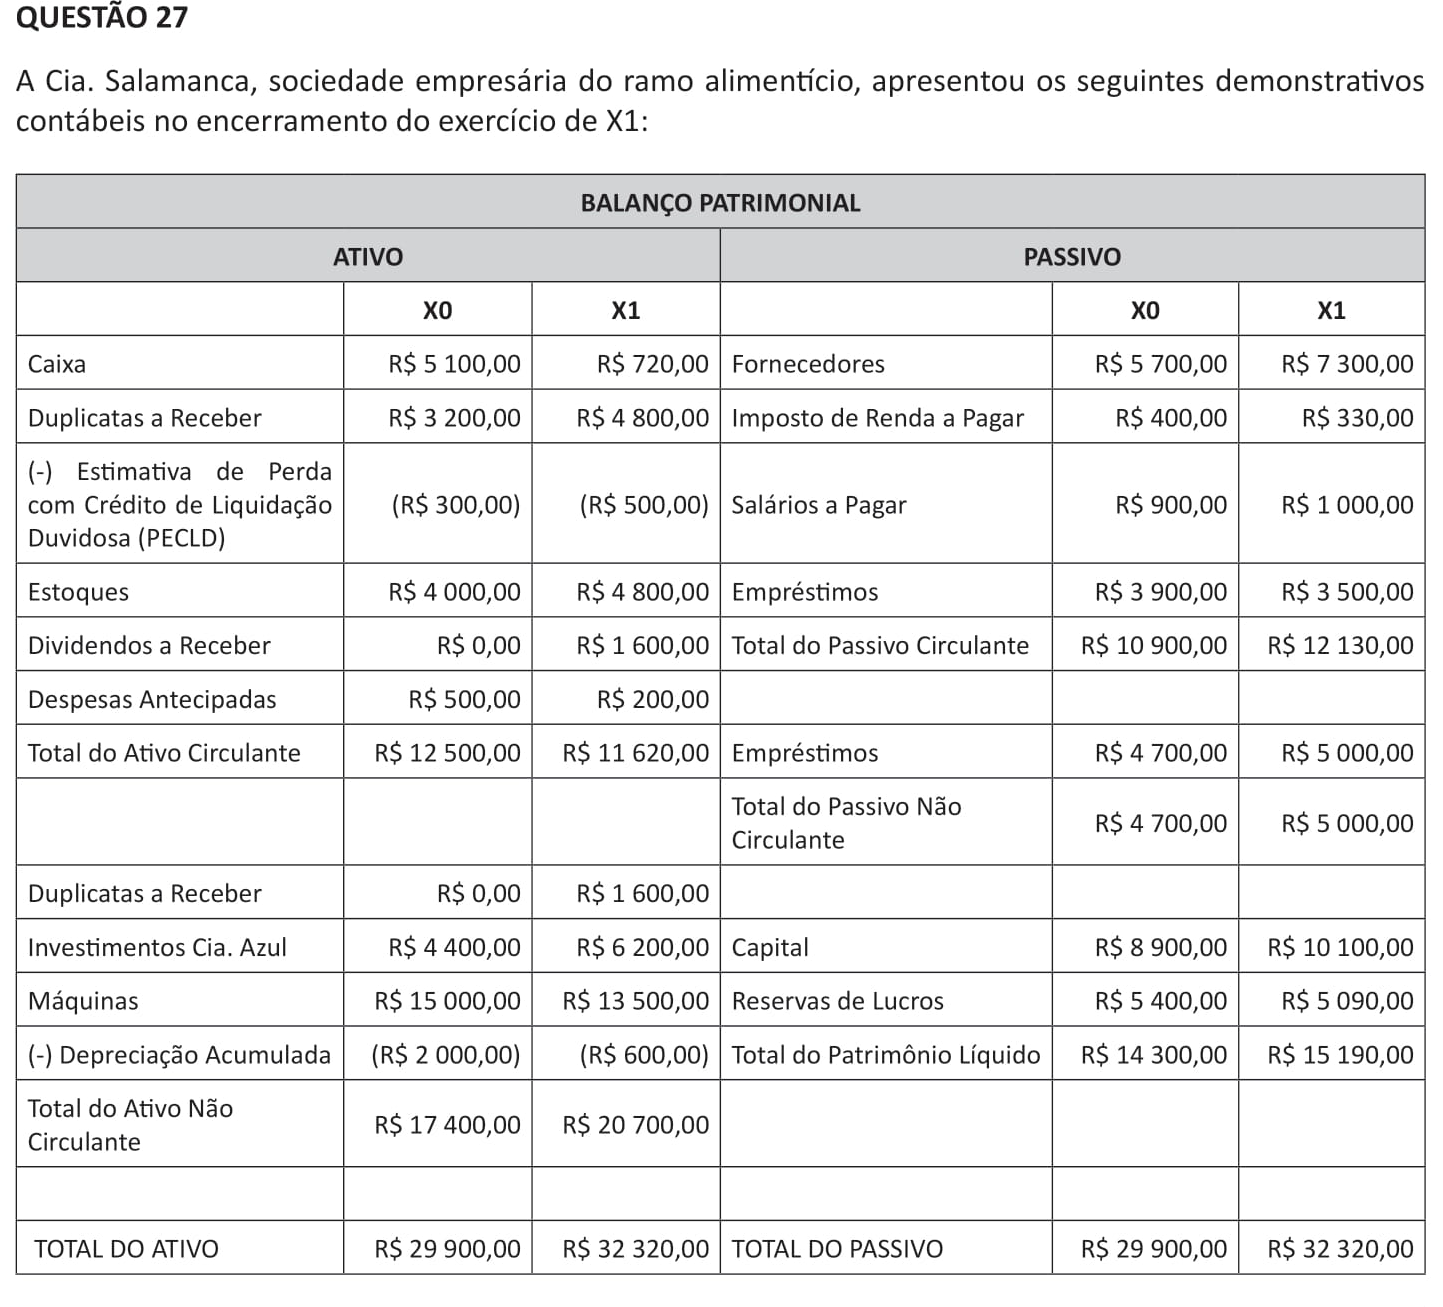 QUESTÃO 27
A Cia. Salamanca, sociedade empresária do ramo alimentício, apresentou os seguintes demonstrativos
contábeis no encerramento do exercício de X1:
BALANÇO PATRIMONIAL
ATIVO PASSIVO
X0 X1 X0 X1
Caixa R$ 5 100,00 R$ 720,00 Fornecedores R$ 5 700,00 R$ 7 300,00
Duplicatas a Receber R$ 3 200,00 R$ 4 800,00 Imposto de Renda a Pagar R$ 400,00 R$ 330,00
(-) Estimativa de Perda
com Crédito de Liquidação
Duvidosa (PECLD)
(R$ 300,00) (R$ 500,00) Salários a Pagar R$ 900,00 R$ 1 000,00
Estoques R$ 4 000,00 R$ 4 800,00 Empréstimos R$ 3 900,00 R$ 3 500,00
Dividendos a Receber R$ 0,00 R$ 1 600,00 Total do Passivo Circulante R$ 10 900,00 R$ 12 130,00
Despesas Antecipadas R$ 500,00 R$ 200,00
Total do Ativo Circulante R$ 12 500,00 R$ 11 620,00 Empréstimos R$ 4 700,00 R$ 5 000,00
Total do Passivo Não
Circulante
R$ 4 700,00 R$ 5 000,00
Duplicatas a Receber R$ 0,00 R$ 1 600,00
Investimentos Cia. Azul R$ 4 400,00 R$ 6 200,00 Capital R$ 8 900,00 R$ 10 100,00
Máquinas R$ 15 000,00 R$ 13 500,00 Reservas de Lucros R$ 5 400,00 R$ 5 090,00
(-) Depreciação Acumulada (R$ 2 000,00) (R$ 600,00) Total do Patrimônio Líquido R$ 14 300,00 R$ 15 190,00
Total do Ativo Não
Circulante
R$ 17 400,00 R$ 20 700,00
TOTAL DO ATIVO R$ 29 900,00 R$ 32 320,00 TOTAL DO PASSIVO R$ 29 900,00 R$ 32 320,00